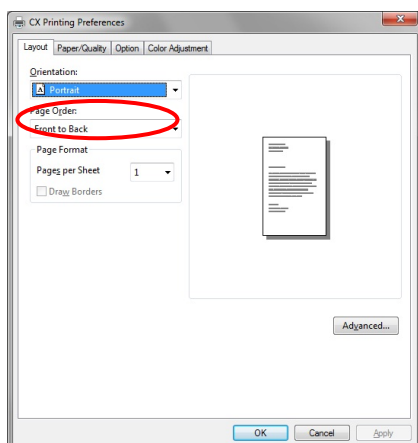 CX Printing Preferences
Layout Paper/Quality Option Color Adjustment
Orientation:
A Portrait
Page Order:
Front to Back
Page Format
Pages per Sheet 1
Draw Borders
Advanced...
OK Cancel Apply